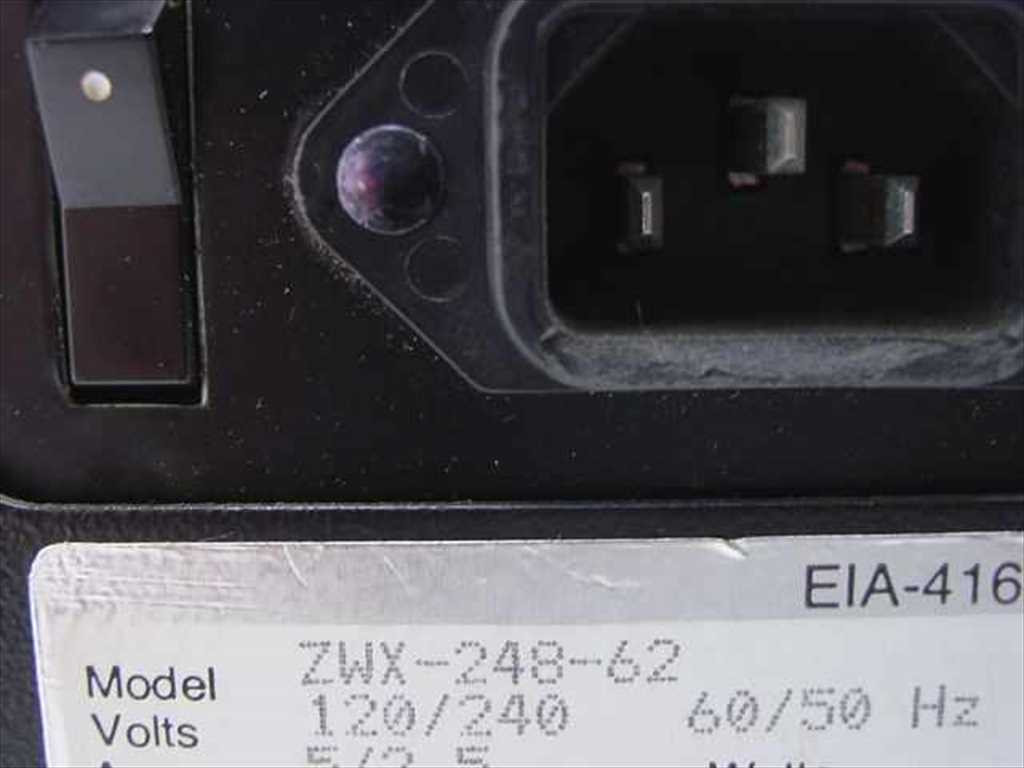 EIA-416
Model ZWX-248-62
Volts 120/240 60/50 Hz